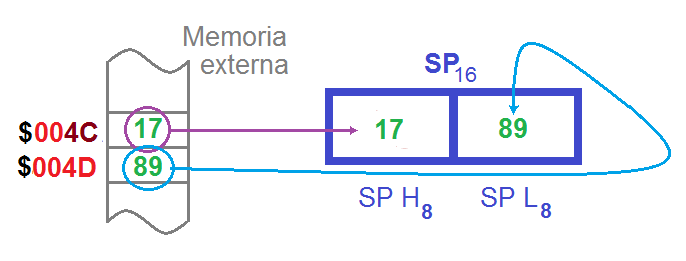 Memoria
externa
SP16
$004C 17 17 89
$004D 89
SP H8 SP L8